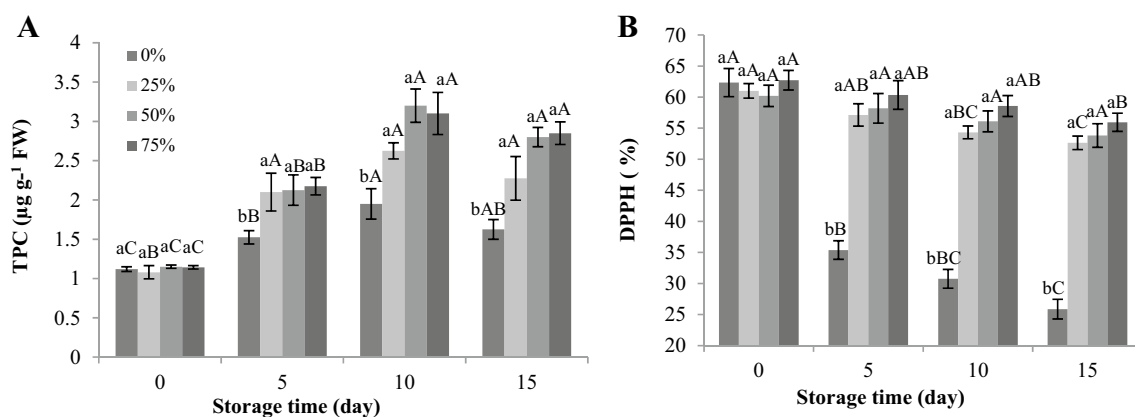 A
TPC (µg g-¹ FW)
4
3.5
3
2.5
2
1.5
1
0.5
0
0%
25%
50%
75%
aC aB aC aC
bB aA aB aB
bA aA aA aA
bAB aA aA aA
0 5 10 15
Storage time (day)
B
DPPH ( %)
70
65
60
55
50
45
40
35
30
25
20
aA aA aA aA
bB aAB aA aAB
bBC aBC aA aAB
bC aC aA aB
0 5 10 15
Storage time (day)